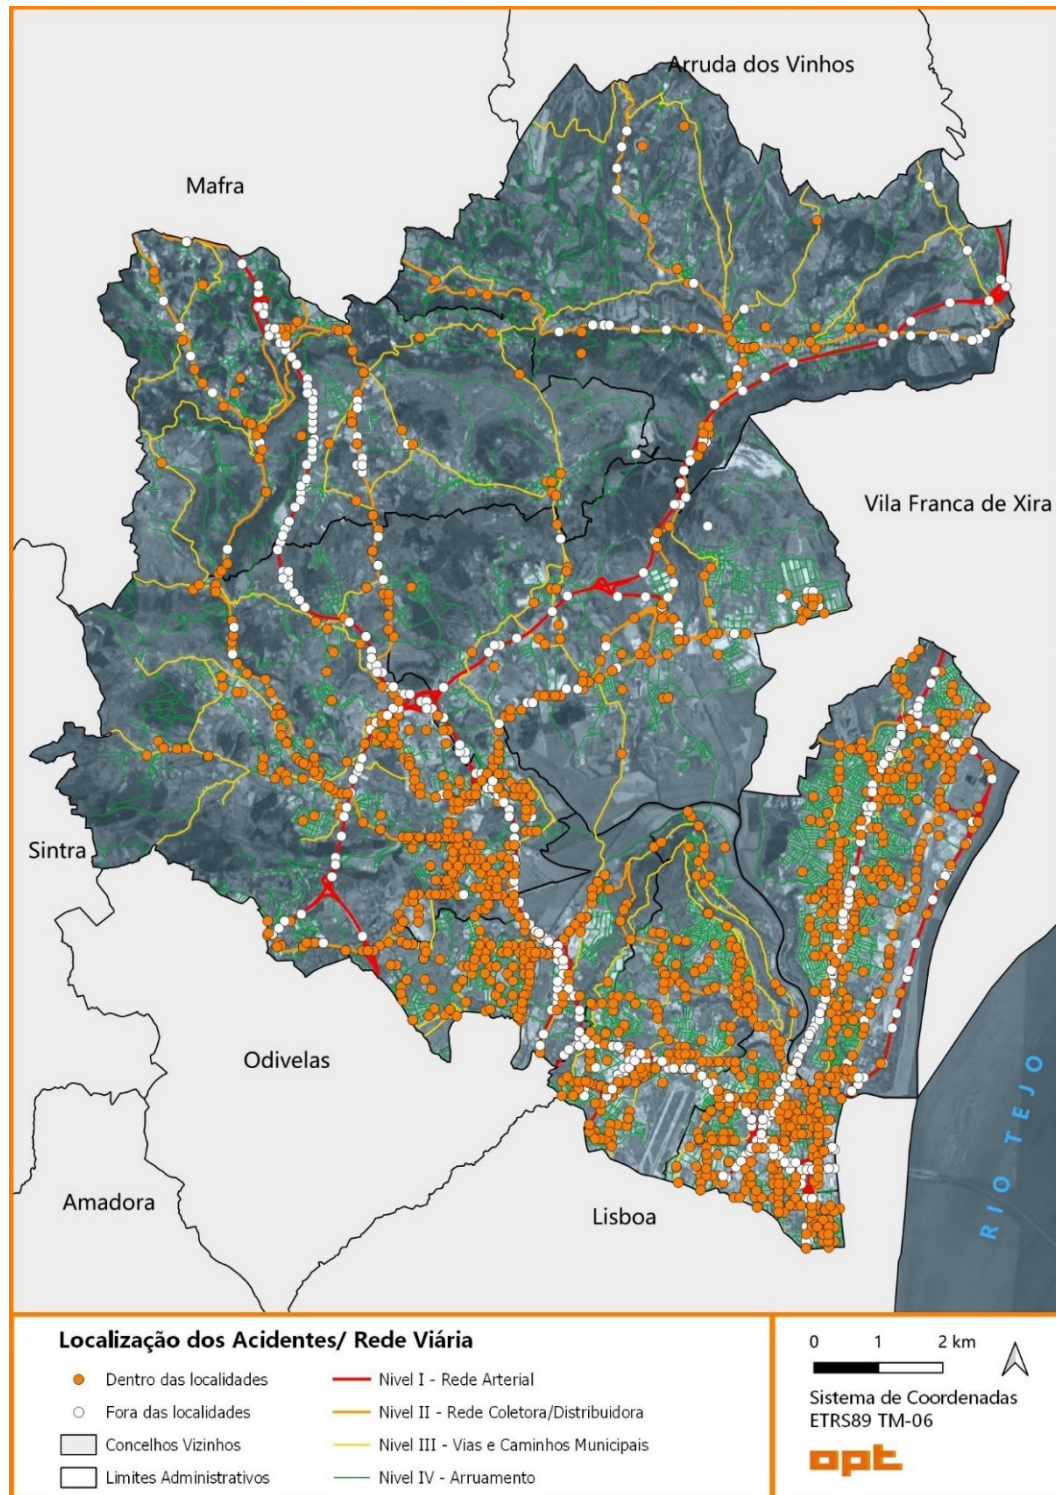 Arruda dos Vinhos
Mafra
Vila Franca de Xira
Sintra
Odivelas
Amadora
Lisboa
RIO TEJO
Localização dos Acidentes/ Rede Viária
Dentro das localidades
Fora das localidades
Concelhos Vizinhos
Limites Administrativos
Nivel I - Rede Arterial
Nivel II - Rede Coletora/Distribuidora
Nivel III - Vias e Caminhos Municipais
Nivel IV - Arruamento
0 1 2 km
Sistema de Coordenadas
ETRS89 TM-06
opt